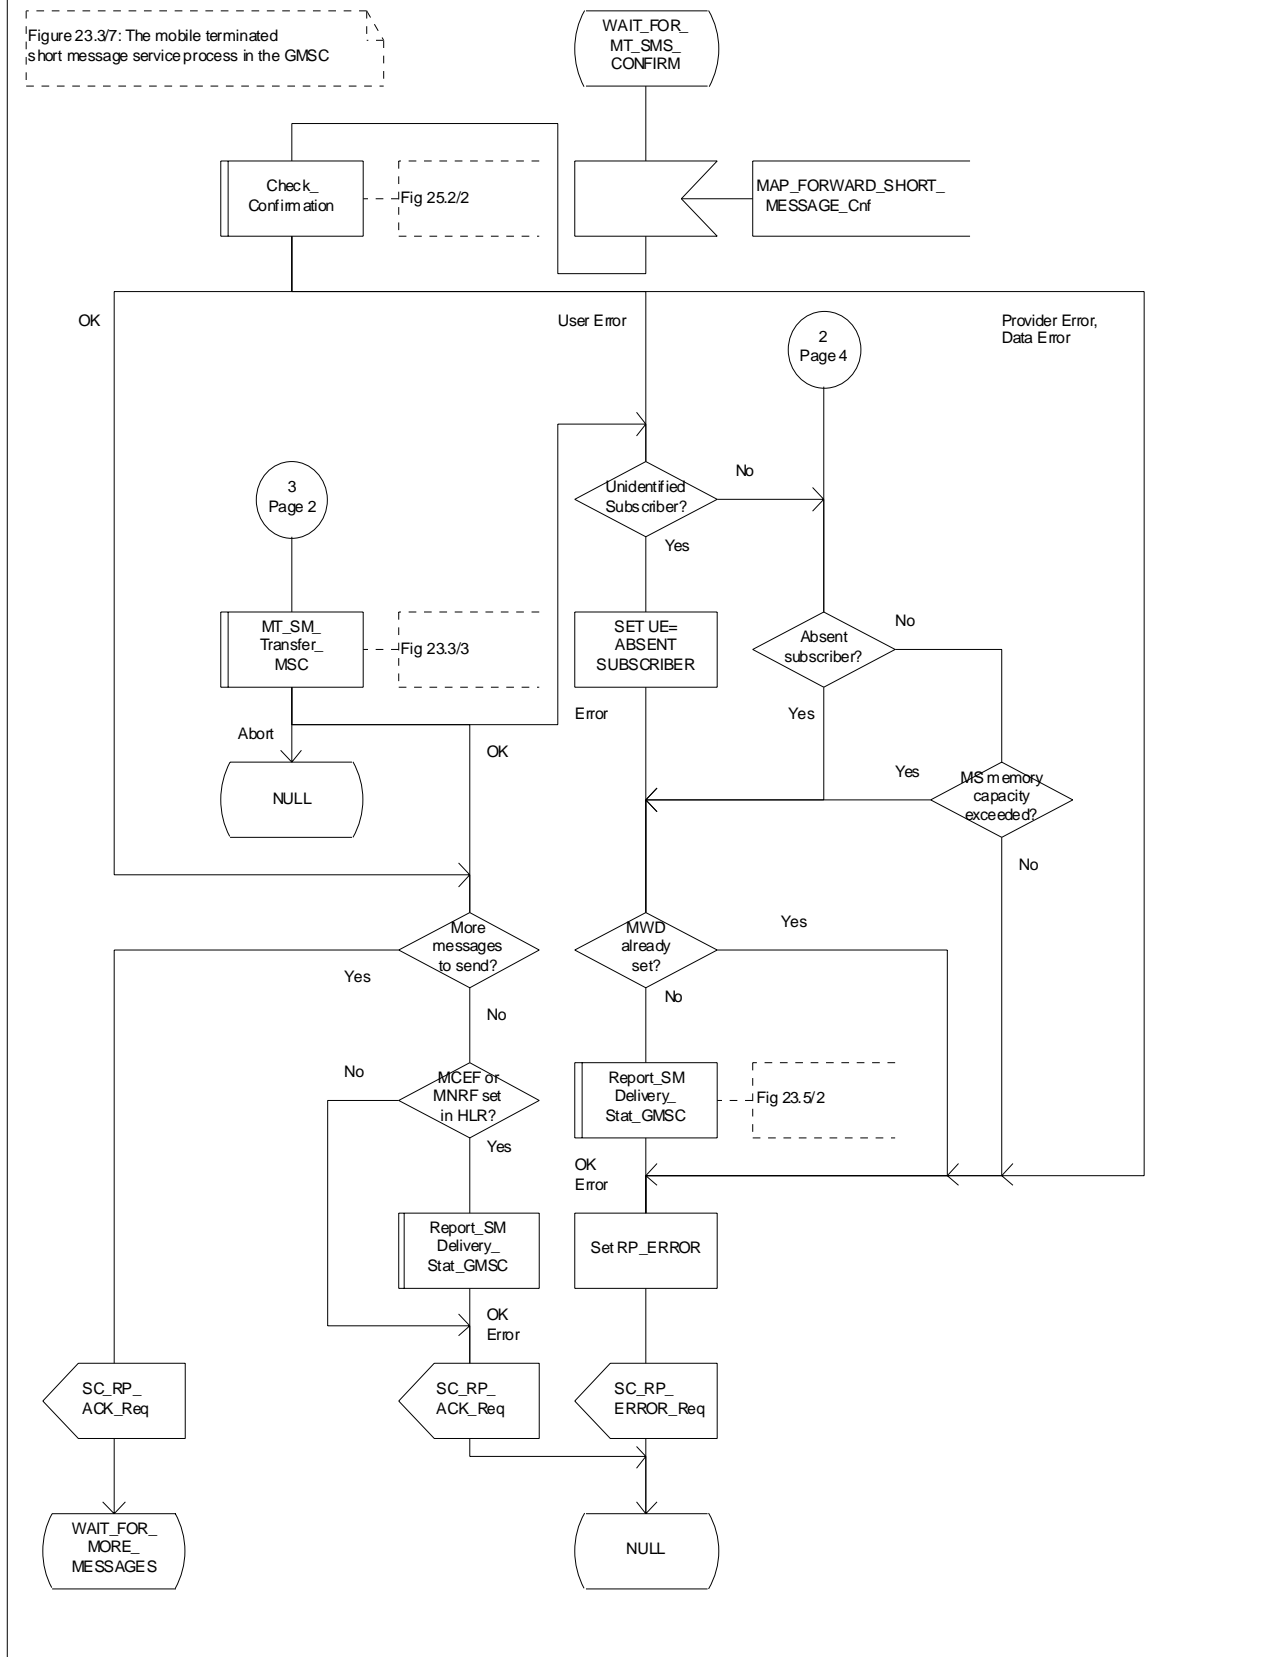 Figure 23.3/7: The mobile terminated
short message service process in the GMSC
WAIT_FOR_
MT_SMS_
CONFIRM
Check_
Confirmation
Fig 25.2/2
MAP_FORWARD_SHORT_
MESSAGE_Cnf
OK
User Error
Provider Error,
Data Error
2
Page 4
3
Page 2
Unidentified
Subscriber?
No
Yes
MT_SM_
Transfer_
MSC
Fig 23.3/3
SET UE=
ABSENT
SUBSCRIBER
Absent
subscriber?
No
Error
Yes
Abort
OK
NULL
Yes
MS memory
capacity
exceeded?
No
More
messages
to send?
Yes
No
MWD
already
set?
Yes
No
No
MCEF or
MNRF set
in HLR?
Yes
Report_SM
Delivery_
Stat_GMSC
Fig 23.5/2
OK
Error
Report_SM
Delivery_
Stat_GMSC
Set RP_ERROR
OK
Error
SC_RP_
ACK_Req
SC_RP_
ACK_Req
SC_RP_
ERROR_Req
WAIT_FOR_
MORE_
MESSAGES
NULL